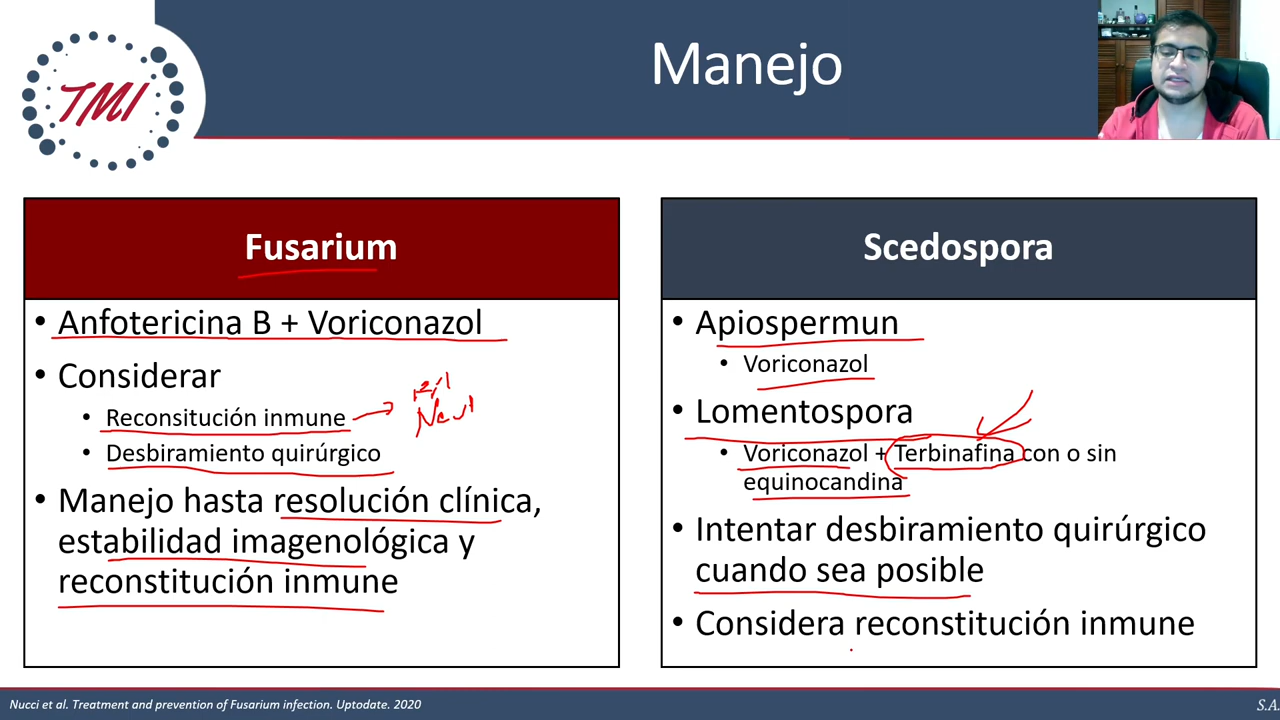 Manejo
TMI
Fusarium
• Anfotericina B + Voriconazol
• Considerar
• Reconsitución inmune
• Desbiramiento quirúrgico
• Manejo hasta resolución clínica,
estabilidad imagenológica y
reconstitución inmune
Scedospora
• Apiospermun
• Voriconazol
• Lomentospora
• Voriconazol + Terbinafina con o sin
equinocandina
• Intentar desbiramiento quirúrgico
cuando sea posible
• Considera reconstitución inmune
Nucci et al. Treatment and prevention of Fusarium infection. Uptodate. 2020
S.A.